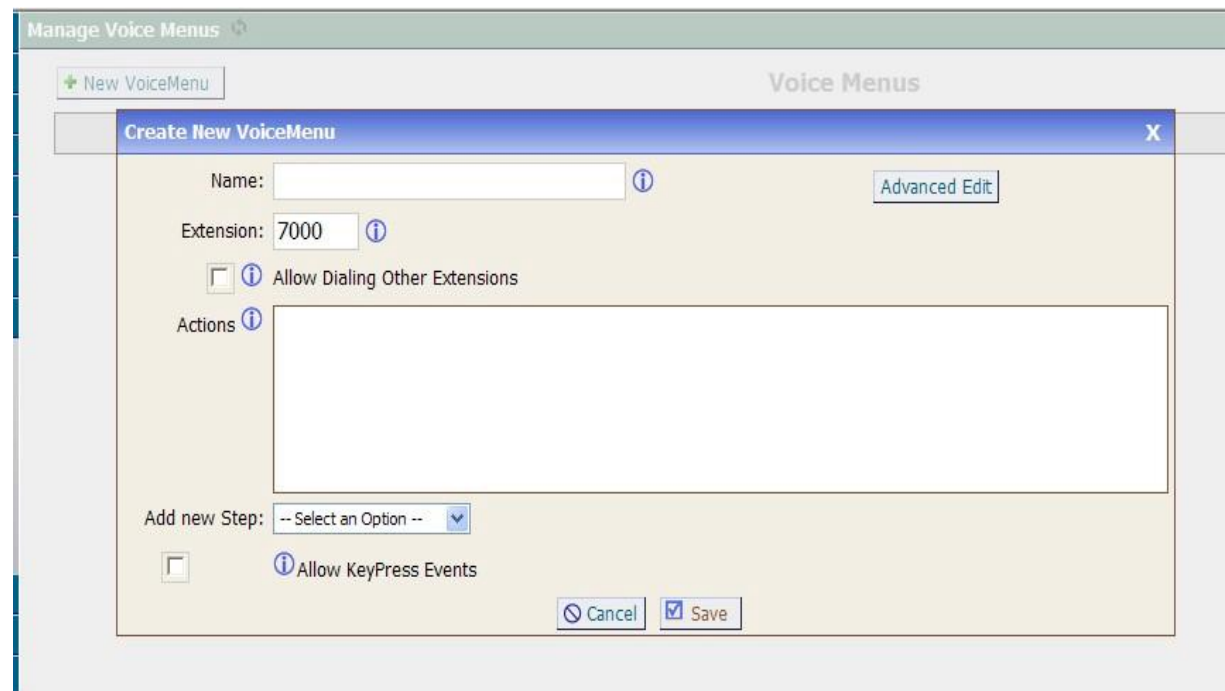 Manage Voice Menus
New VoiceMenu
Voice Menus
Create New VoiceMenu X
Name:
Advanced Edit
Extension: 7000
Allow Dialing Other Extensions
Actions
Add new Step: -- Select an Option --
Allow KeyPress Events
Cancel Save